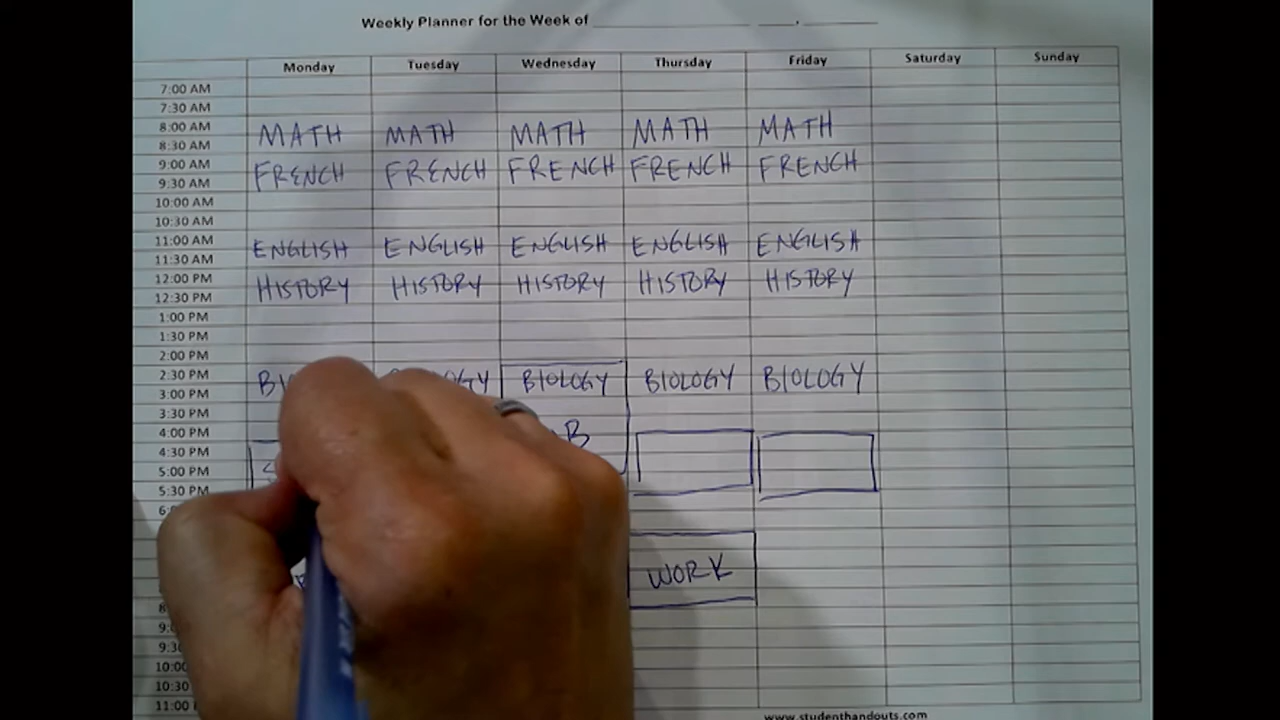 Weekly Planner for the Week of
Monday Tuesday Wednesday Thursday Friday Saturday Sunday
7:00 AM
7:30 AM
8:00 AM MATH MATH MATH MATH MATH
8:30 AM
9:00 AM FRENCH FRENCH FRENCH FRENCH FRENCH
9:30 AM
10:00 AM
10:30 AM
11:00 AM ENGLISH ENGLISH ENGLISH ENGLISH ENGLISH
11:30 AM
12:00 PM HISTORY HISTORY HISTORY HISTORY HISTORY
12:30 PM
1:00 PM
1:30 PM
2:00 PM
2:30 PM BIOLOGY BIOLOGY BIOLOGY
3:00 PM
3:30 PM
4:00 PM
4:30 PM
5:00 PM
5:30 PM
WORK
10:00
10:30
11:00
www.studenthandouts.com